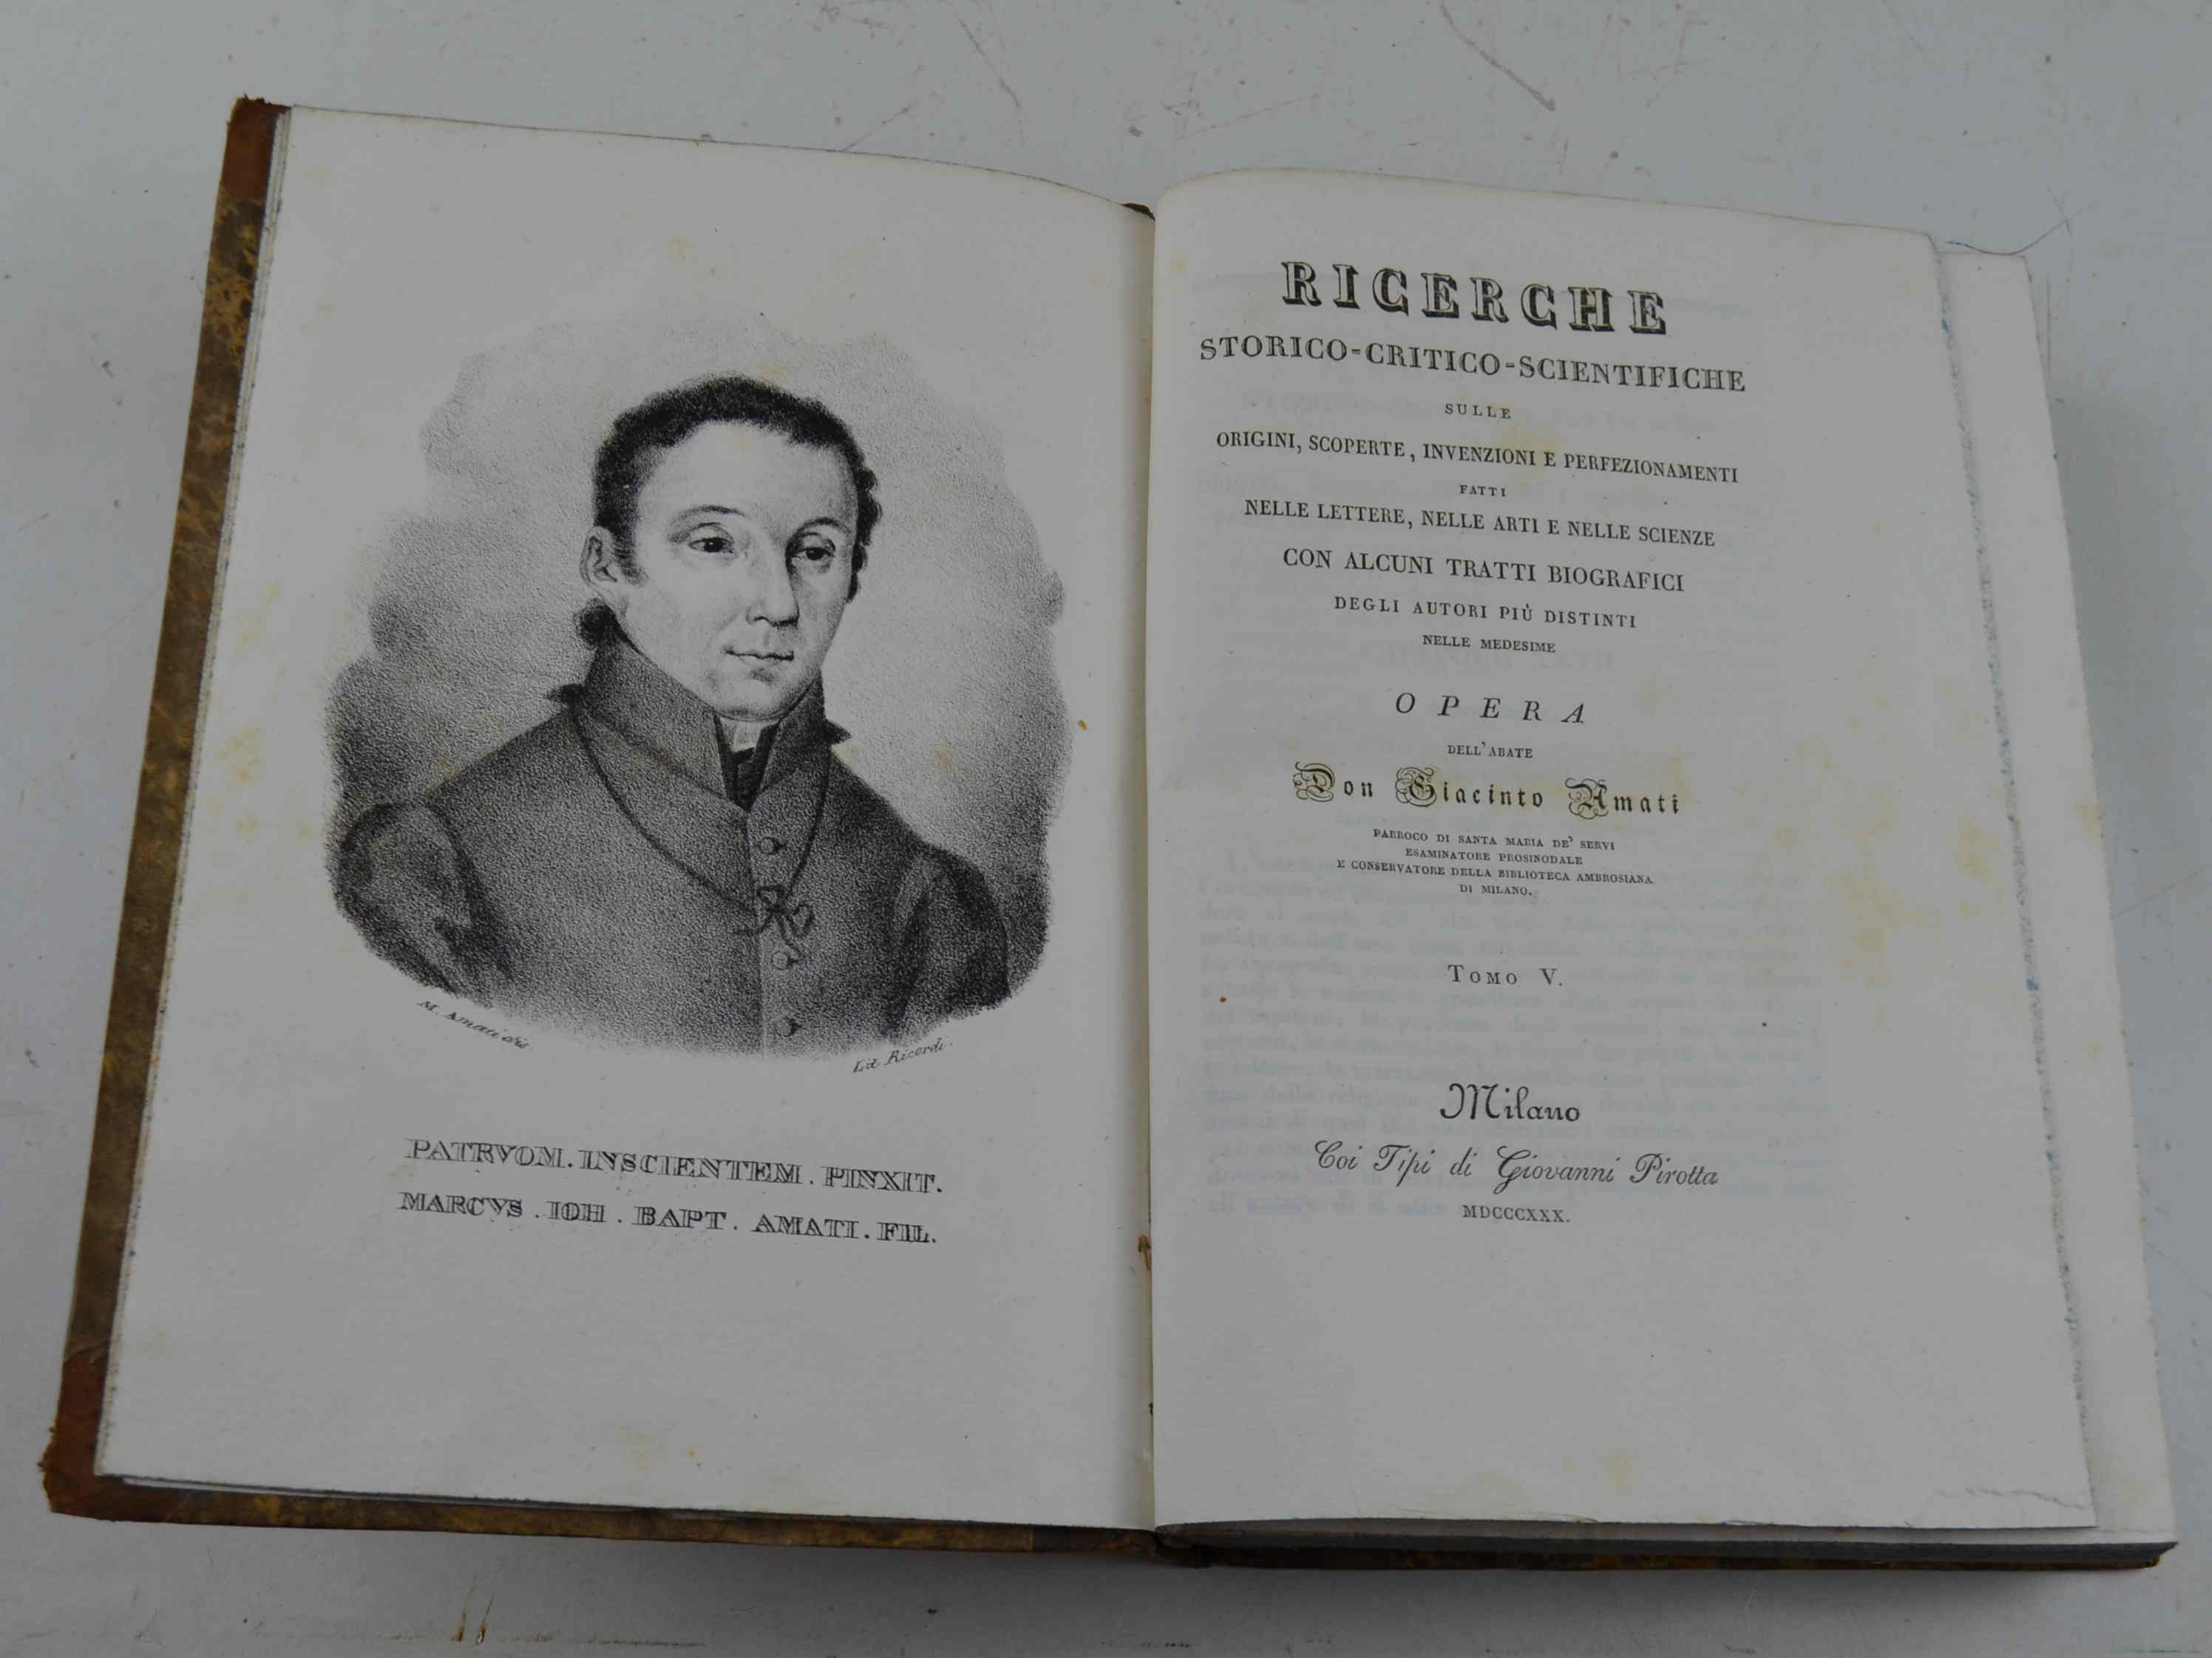 M. Amati dis
Lit. Ricordi.
PATRVOM. INSCIENTEM. PINXIT.
MARCVS. IOH. BAPT. AMATI. FIL.
RICERCHE
STORICO-CRITICO-SCIENTIFICHE
SULLE
ORIGINI, SCOPERTE, INVENZIONI E PERFEZIONAMENTI
FATTI
NELLE LETTERE, NELLE ARTI E NELLE SCIENZE
CON ALCUNI TRATTI BIOGRAFICI
DEGLI AUTORI PIÙ DISTINTI
NELLE MEDESIME
OPERA
DELL'ABATE
Don Giacinto Amati
PARROCO DI SANTA MARIA DE' SERVI
ESAMINATORE PROSINODALE
E CONSERVATORE DELLA BIBLIOTECA AMBROSIANA
DI MILANO.
TOMO V.
Milano
Coi Tipi di Giovanni Pirotta
MDCCCXXX.